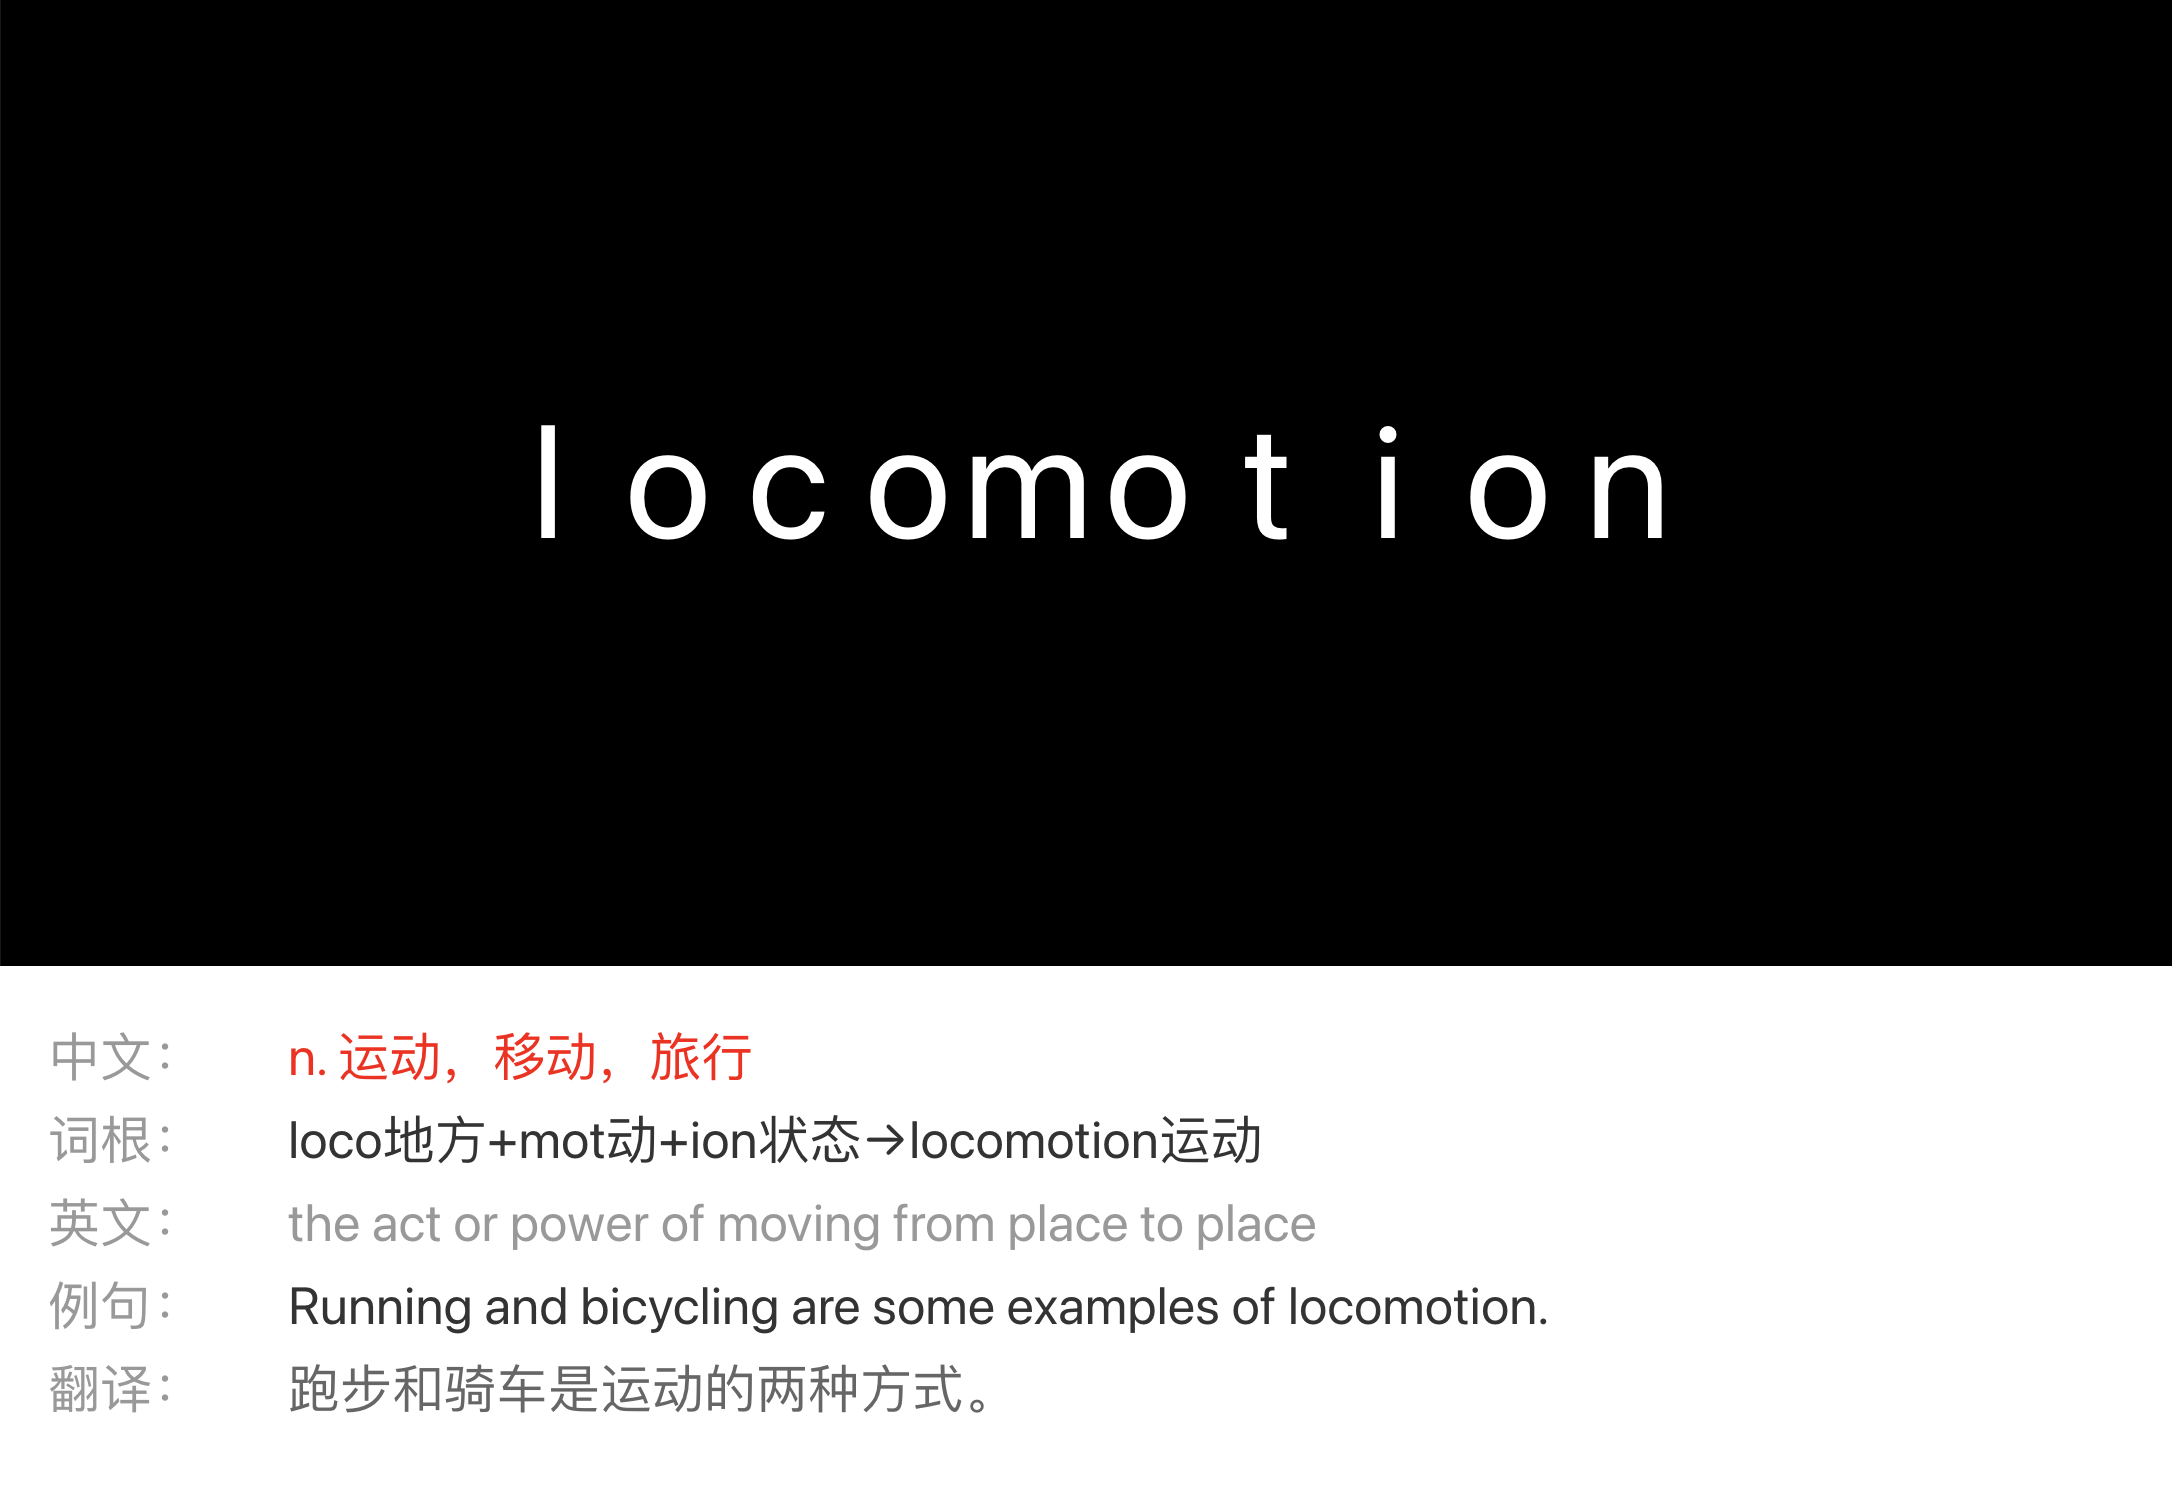 locomotion
中文： n. 运动，移动，旅行
词根： loco地方+mot动+ion状态→locomotion运动
英文： the act or power of moving from place to place
例句： Running and bicycling are some examples of locomotion.
翻译： 跑步和骑车是运动的两种方式。